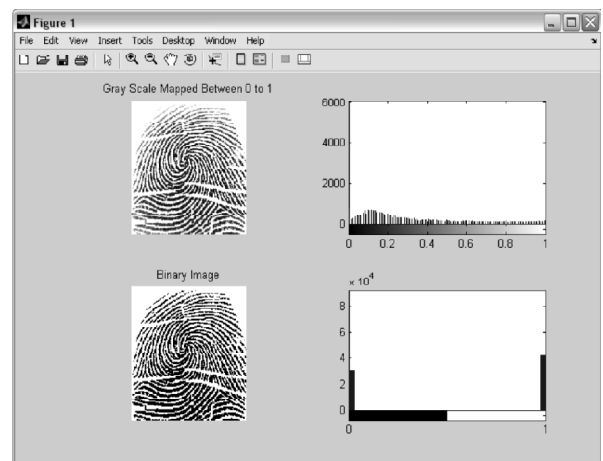 Figure 1
File Edit View Insert Tools Desktop Window Help
Gray Scale Mapped Between 0 to 1
6000
4000
2000
0
0 0.2 0.4 0.6 0.8 1
Binary Image
× 10^4
8
6
4
2
0
0 1